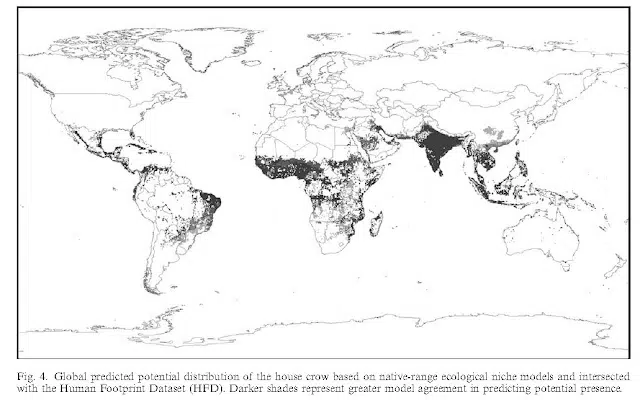 Fig. 4. Global predicted potential distribution of the house crow based on native-range ecological niche models and intersected
with the Human Footprint Dataset (HFD). Darker shades represent greater model agreement in predicting potential presence.